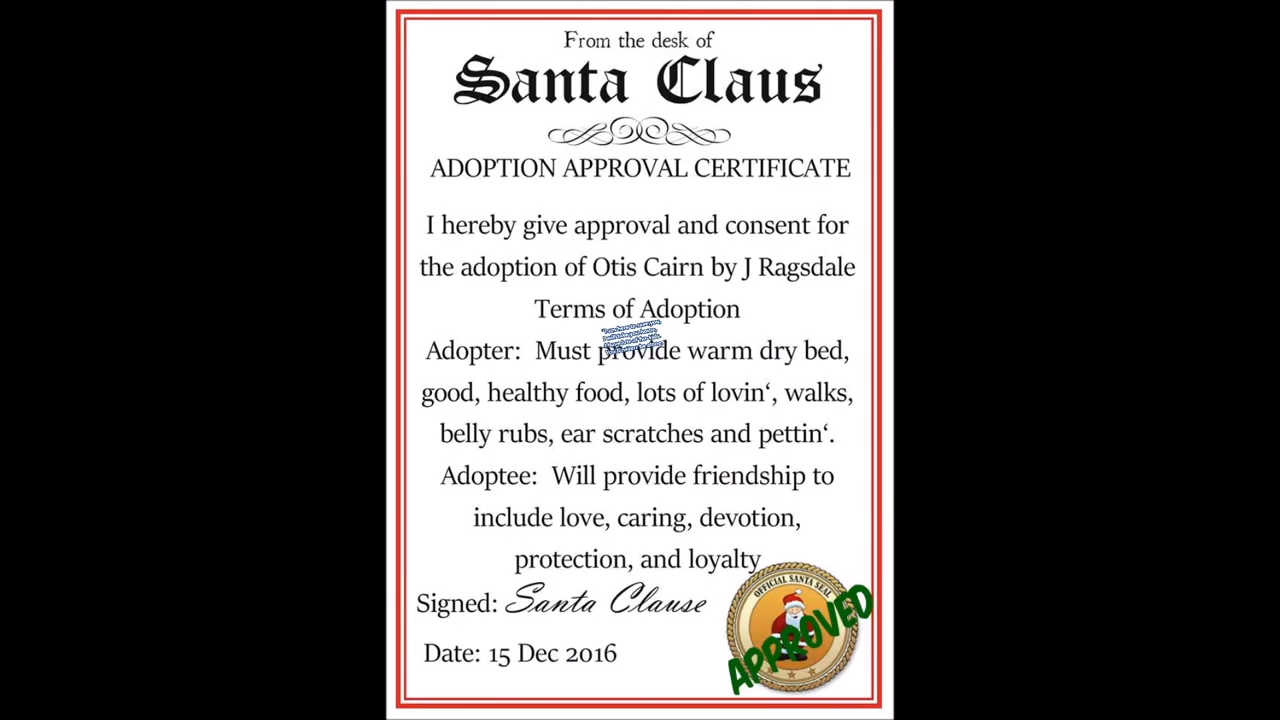 From the desk of
Santa Claus
ADOPTION APPROVAL CERTIFICATE
I hereby give approval and consent for
the adoption of Otis Cairn by J Ragsdale
Terms of Adoption
Adopter: Must provide warm dry bed,
good, healthy food, lots of lovin‘, walks,
belly rubs, ear scratches and pettin‘.
Adoptee: Will provide friendship to
include love, caring, devotion,
protection, and loyalty
Signed: Santa Clause
Date: 15 Dec 2016
OFFICIAL SANTA SEAL
APPROVED